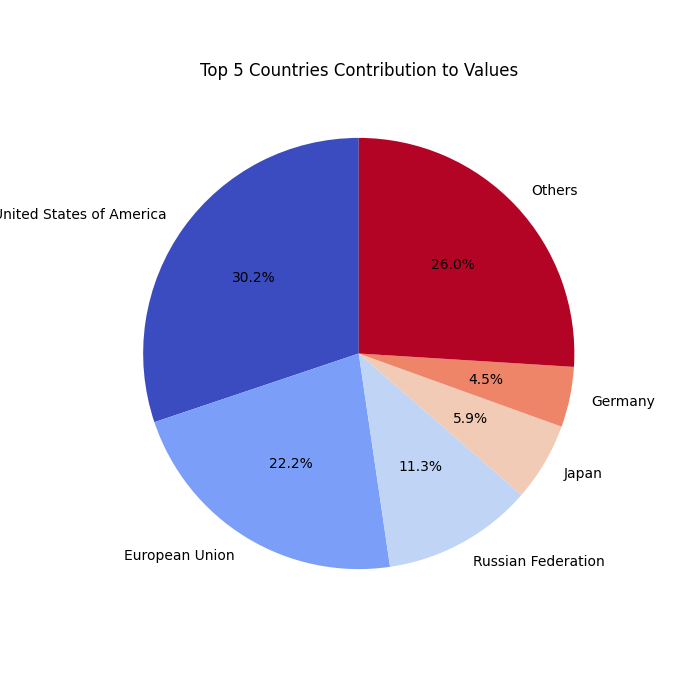 Top 5 Countries Contribution to Values
Others
United States of America
26.0%
30.2%
4.5%
Germany
5.9%
22.2%
11.3%
Japan
European Union
Russian Federation